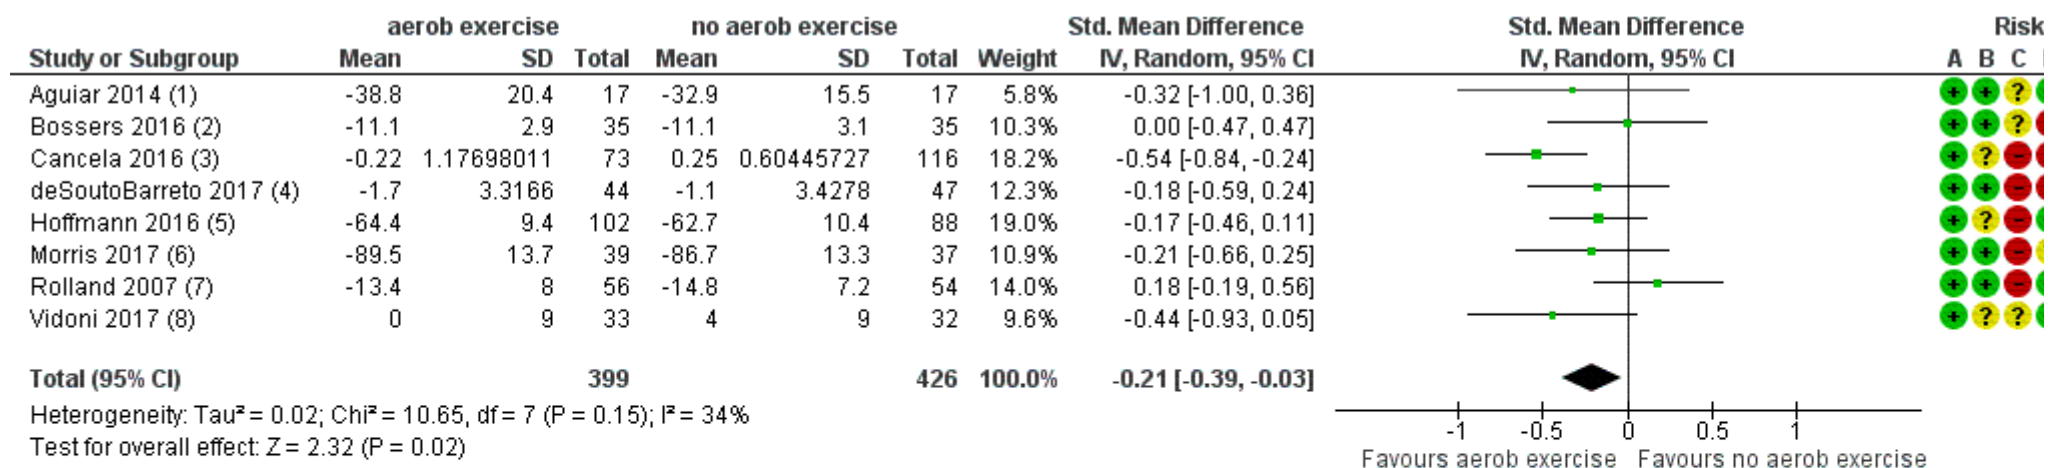 aerob exercise no aerob exercise Std. Mean Difference Std. Mean Difference Risk
Study or Subgroup Mean SD Total Mean SD Total Weight IV, Random, 95% CI IV, Random, 95% CI A B C
Aguiar 2014 (1) -38.8 20.4 17 -32.9 15.5 17 5.8% -0.32 [-1.00, 0.36] + + ?
Bossers 2016 (2) -11.1 2.9 35 -11.1 3.1 35 10.3% 0.00 [-0.47, 0.47] + + ?
Cancela 2016 (3) -0.22 1.17698011 73 0.25 0.60445727 116 18.2% -0.54 [-0.84, -0.24] + ? -
deSoutoBarreto 2017 (4) -1.7 3.3166 44 -1.1 3.4278 47 12.3% -0.18 [-0.59, 0.24] + + -
Hoffmann 2016 (5) -64.4 9.4 102 -62.7 10.4 88 19.0% -0.17 [-0.46, 0.11] + ? -
Morris 2017 (6) -89.5 13.7 39 -86.7 13.3 37 10.9% -0.21 [-0.66, 0.25] + + -
Rolland 2007 (7) -13.4 8 56 -14.8 7.2 54 14.0% 0.18 [-0.19, 0.56] + + -
Vidoni 2017 (8) 0 9 33 4 9 32 9.6% -0.44 [-0.93, 0.05] + ? ?
Total (95% CI) 399 426 100.0% -0.21 [-0.39, -0.03]
Heterogeneity: Tau² = 0.02; Chi² = 10.65, df = 7 (P = 0.15); I² = 34%
Test for overall effect: Z = 2.32 (P = 0.02)
-1 -0.5 0 0.5 1
Favours aerob exercise Favours no aerob exercise